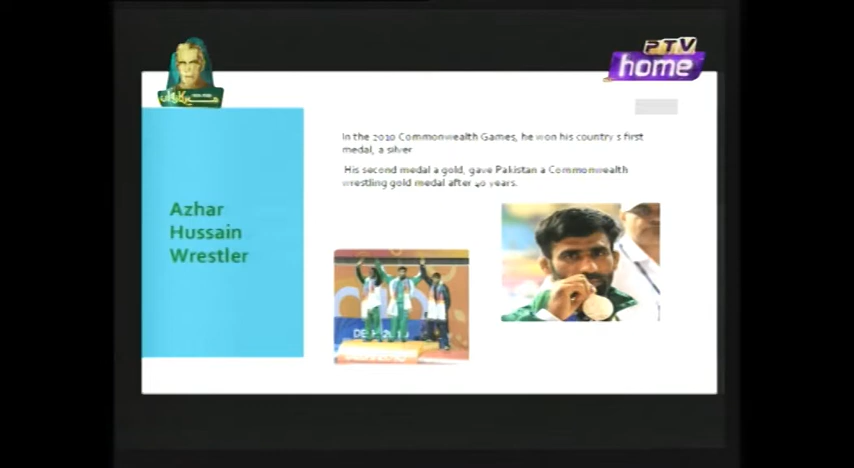 PTV
home
In the 2010 Commonwealth Games, he won his country s first
medal, a silver
His second medal a gold, gave Pakistan a Commonwealth
wrestling gold medal after 40 years.
Azhar
Hussain
Wrestler